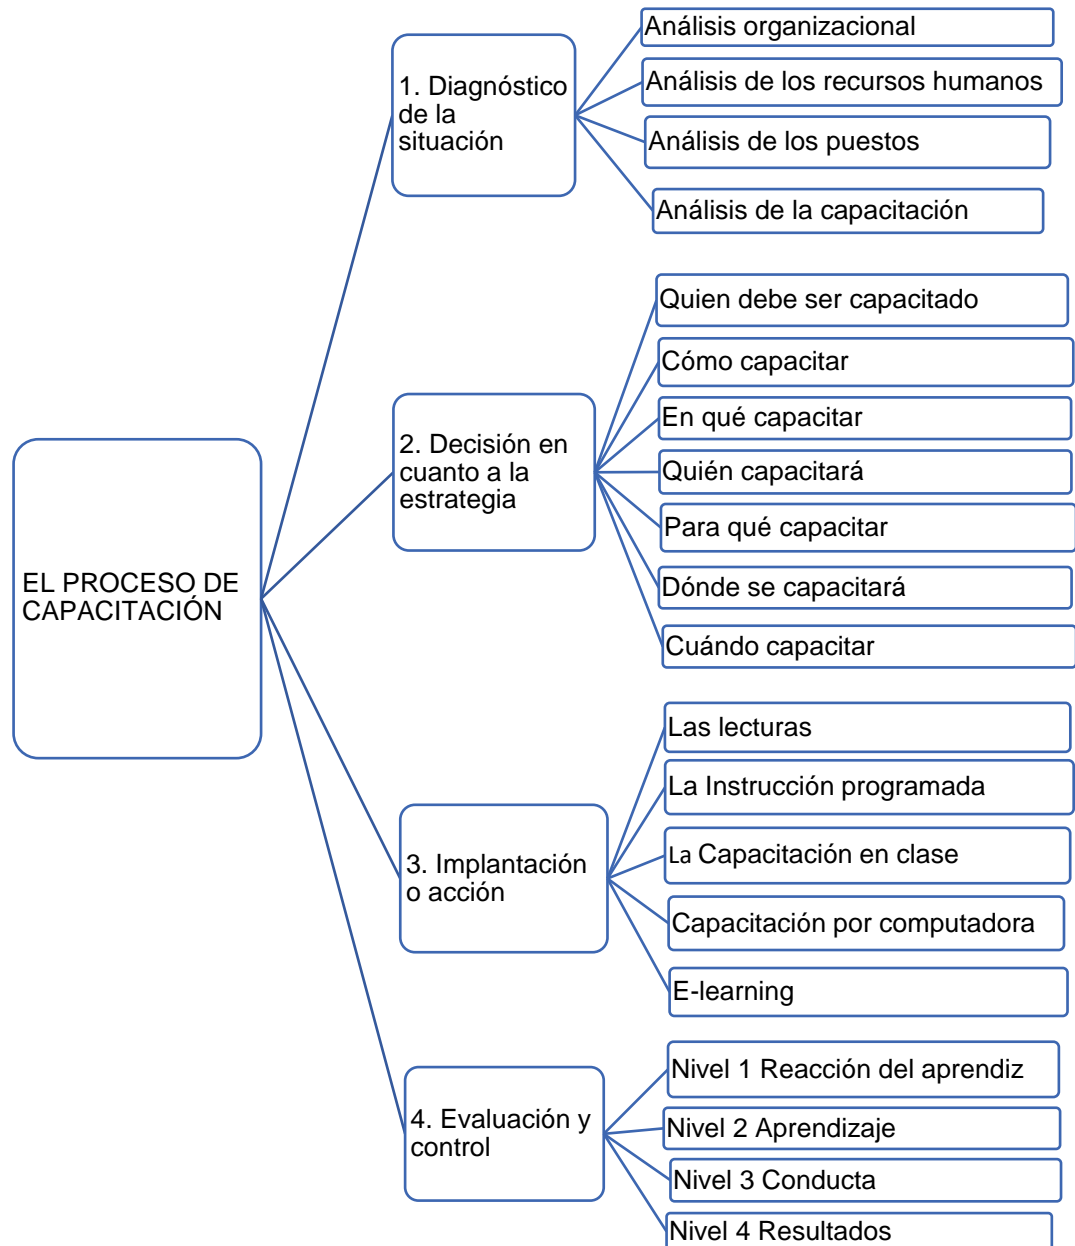 EL PROCESO DE
CAPACITACIÓN
1. Diagnóstico
de la
situación
Análisis organizacional
Análisis de los recursos humanos
Análisis de los puestos
Análisis de la capacitación
2. Decisión en
cuanto a la
estrategia
Quien debe ser capacitado
Cómo capacitar
En qué capacitar
Quién capacitará
Para qué capacitar
Dónde se capacitará
Cuándo capacitar
3. Implantación
o acción
Las lecturas
La Instrucción programada
La Capacitación en clase
Capacitación por computadora
E-learning
4. Evaluación y
control
Nivel 1 Reacción del aprendiz
Nivel 2 Aprendizaje
Nivel 3 Conducta
Nivel 4 Resultados